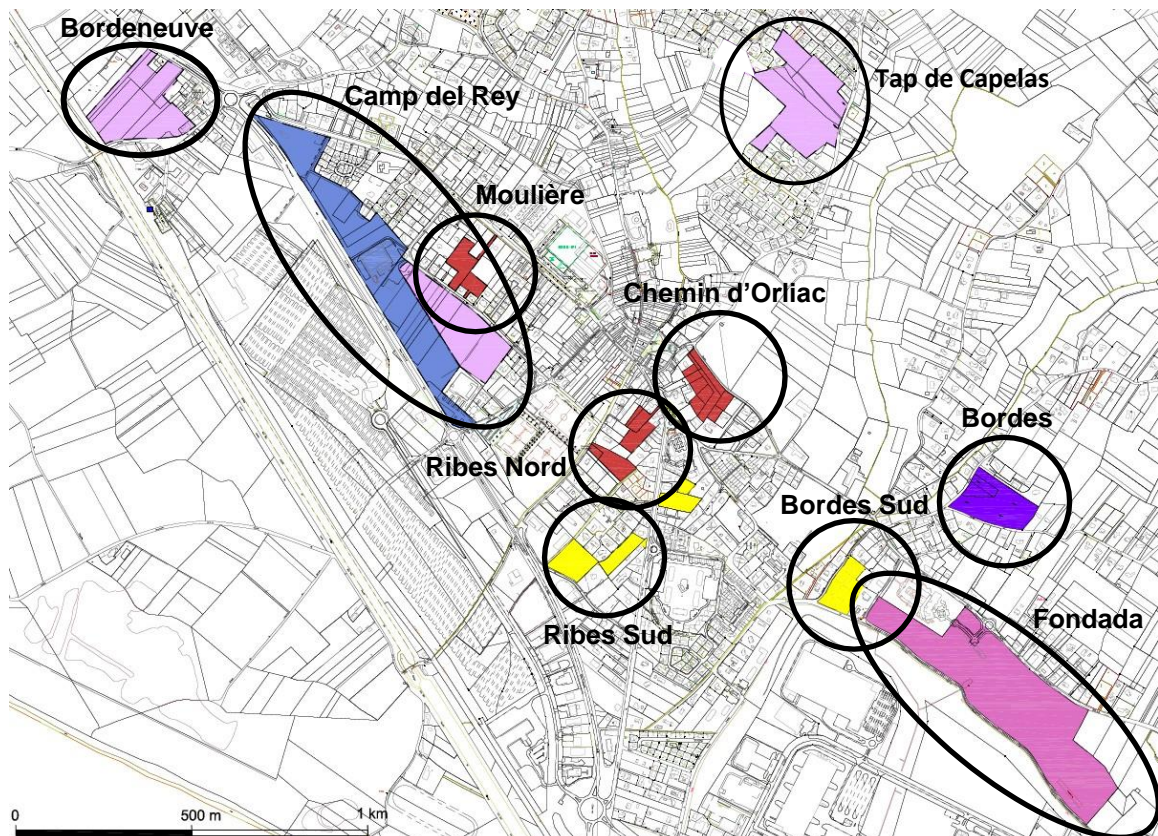 Bordeneuve
Tap de Capelas
Camp del Rey
Moulière
Chemin d'Orliac
Bordes
Ribes Nord
Bordes Sud
Ribes Sud
Fondada
0 500 m 1 km